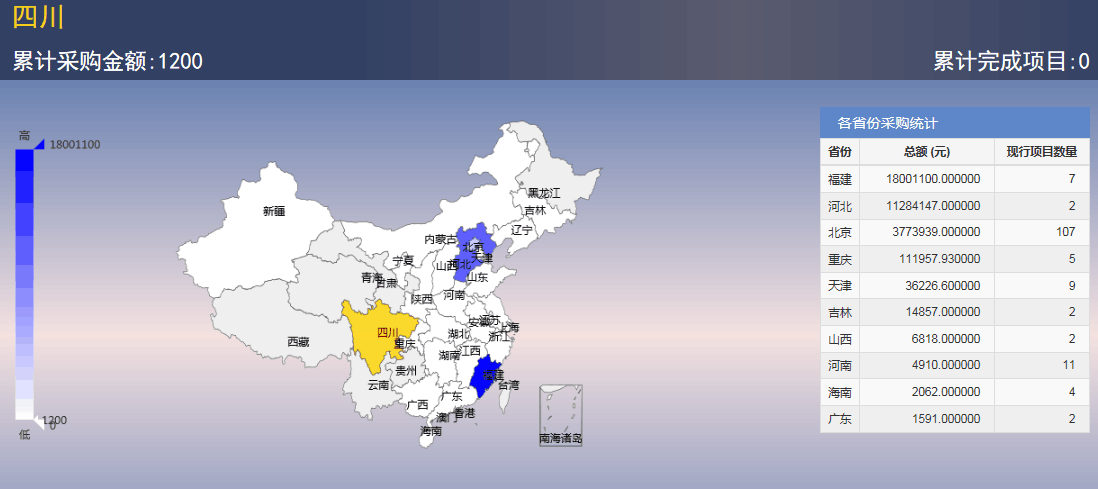 四川
累计采购金额:1200
累计完成项目:0
高
18001100
1200
0
低
黑龙江
吉林
新疆
辽宁
内蒙古
北京
天津
宁夏
山西
河北
青海
甘肃
山东
陕西
河南
江苏
安徽
上海
四川
湖北
浙江
西藏
重庆
湖南
江西
贵州
福建
云南
台湾
广东
广西
香港
澳门
海南
南海诸岛
各省份采购统计
省份 总额 (元) 现行项目数量
福建 18001100.000000 7
河北 11284147.000000 2
北京 3773939.000000 107
重庆 111957.930000 5
天津 36226.600000 9
吉林 14857.000000 2
山西 6818.000000 2
河南 4910.000000 11
海南 2062.000000 4
广东 1591.000000 2